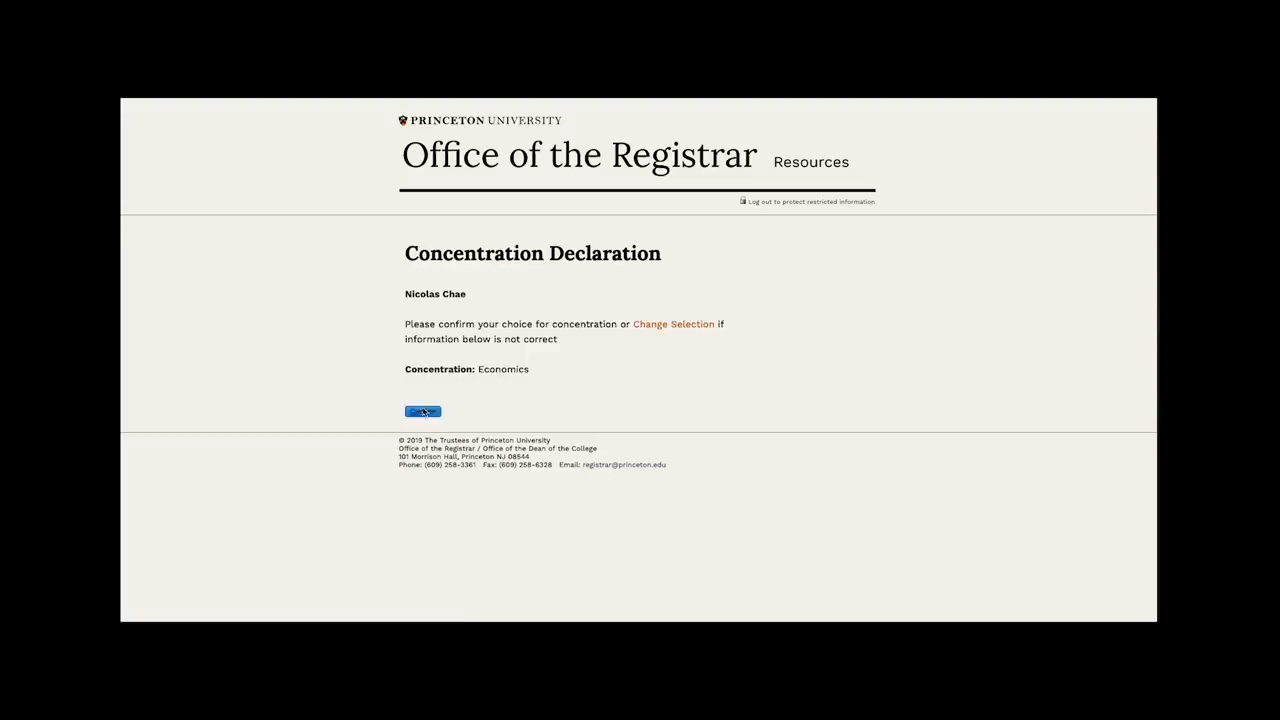 PRINCETON UNIVERSITY
Office of the Registrar Resources
Log out to protect restricted information
Concentration Declaration
Nicolas Chae
Please confirm your choice for concentration or Change Selection if
information below is not correct
Concentration: Economics
© 2019 The Trustees of Princeton University
Office of the Registrar / Office of the Dean of the College
101 Morrison Hall, Princeton NJ 08544
Phone: (609) 258-3361 Fax: (609) 258-6328 Email: registrar@princeton.edu